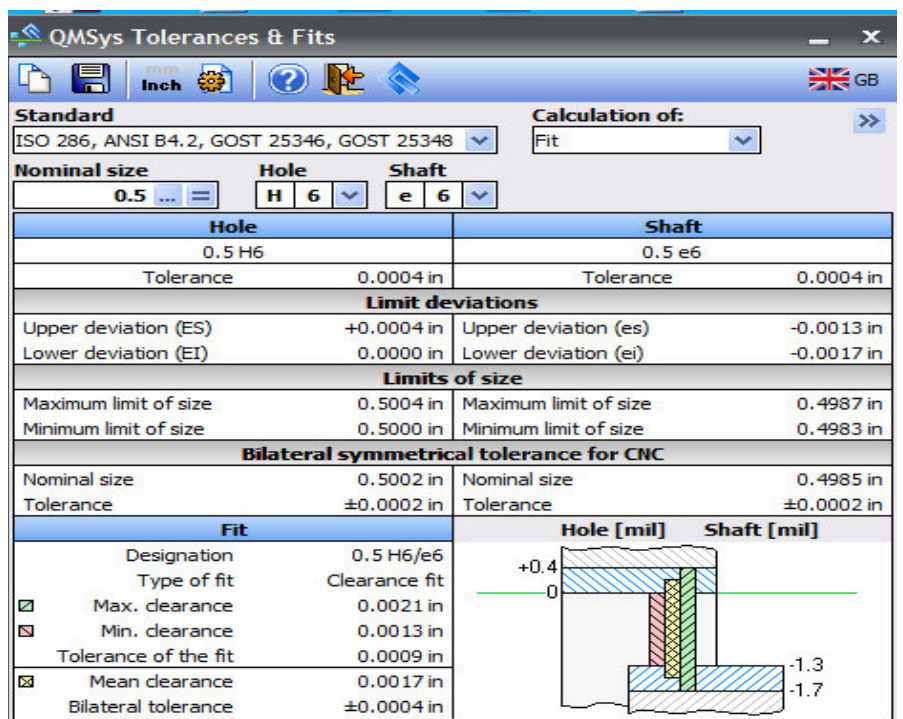 QMSys Tolerances & Fits
mm
Inch
GB
Standard Calculation of:
ISO 286, ANSI B4.2, GOST 25346, GOST 25348 Fit
Nominal size Hole Shaft
0.5 ... = H 6 e 6
Hole Shaft
0.5 H6 0.5 e6
Tolerance 0.0004 in Tolerance 0.0004 in
Limit deviations
Upper deviation (ES) +0.0004 in Upper deviation (es) -0.0013 in
Lower deviation (EI) 0.0000 in Lower deviation (ei) -0.0017 in
Limits of size
Maximum limit of size 0.5004 in Maximum limit of size 0.4987 in
Minimum limit of size 0.5000 in Minimum limit of size 0.4983 in
Bilateral symmetrical tolerance for CNC
Nominal size 0.5002 in Nominal size 0.4985 in
Tolerance ±0.0002 in Tolerance ±0.0002 in
Fit Hole [mil] Shaft [mil]
Designation 0.5 H6/e6
Type of fit Clearance fit
Max. clearance 0.0021 in
Min. clearance 0.0013 in
Tolerance of the fit 0.0009 in
Mean clearance 0.0017 in
Bilateral tolerance ±0.0004 in
+0.4
0
-1.3
-1.7